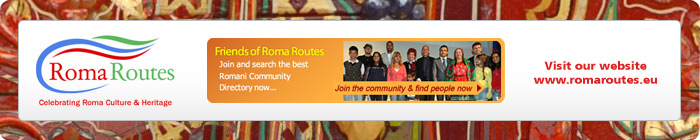 Roma Routes
Celebrating Roma Culture & Heritage
Friends of Roma Routes
Join and search the best
Romani Community
Directory now...
Join the community & find people now
Visit our website
www.romaroutes.eu